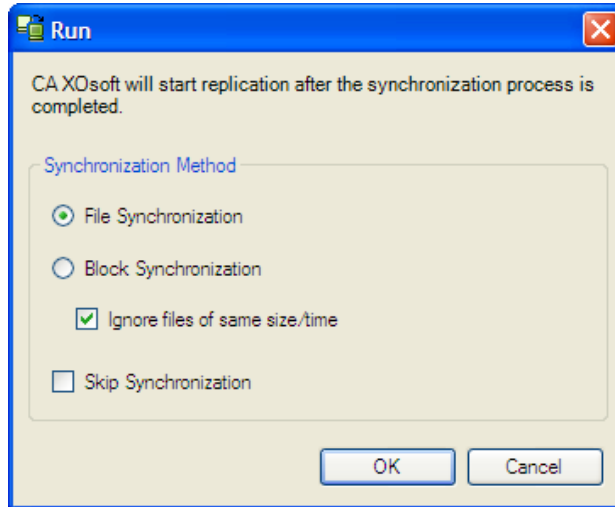 Run
CA XOsoft will start replication after the synchronization process is
completed.
Synchronization Method
File Synchronization
Block Synchronization
Ignore files of same size/time
Skip Synchronization
OK
Cancel